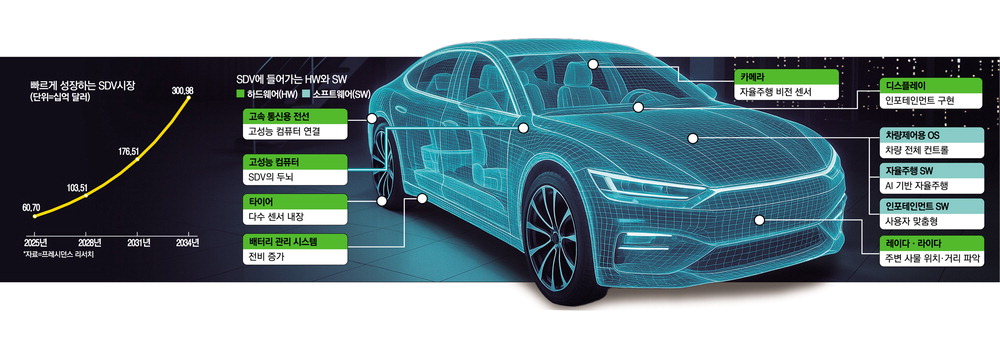 빠르게 성장하는 SDV시장
(단위=십억 달러)
300.98
176.51
103.51
60.70
2025년 2028년 2031년 2034년
*자료=프레시던스 리서치
SDV에 들어가는 HW와 SW
하드웨어(HW) 소프트웨어(SW)
고속 통신용 전선
고성능 컴퓨터 연결
고성능 컴퓨터
SDV의 두뇌
타이어
다수 센서 내장
배터리 관리 시스템
전비 증가
카메라
자율주행 비전 센서
디스플레이
인포테인먼트 구현
차량제어용 OS
차량 전체 컨트롤
자율주행 SW
AI 기반 자율주행
인포테인먼트 SW
사용자 맞춤형
레이다·라이다
주변 사물 위치·거리 파악